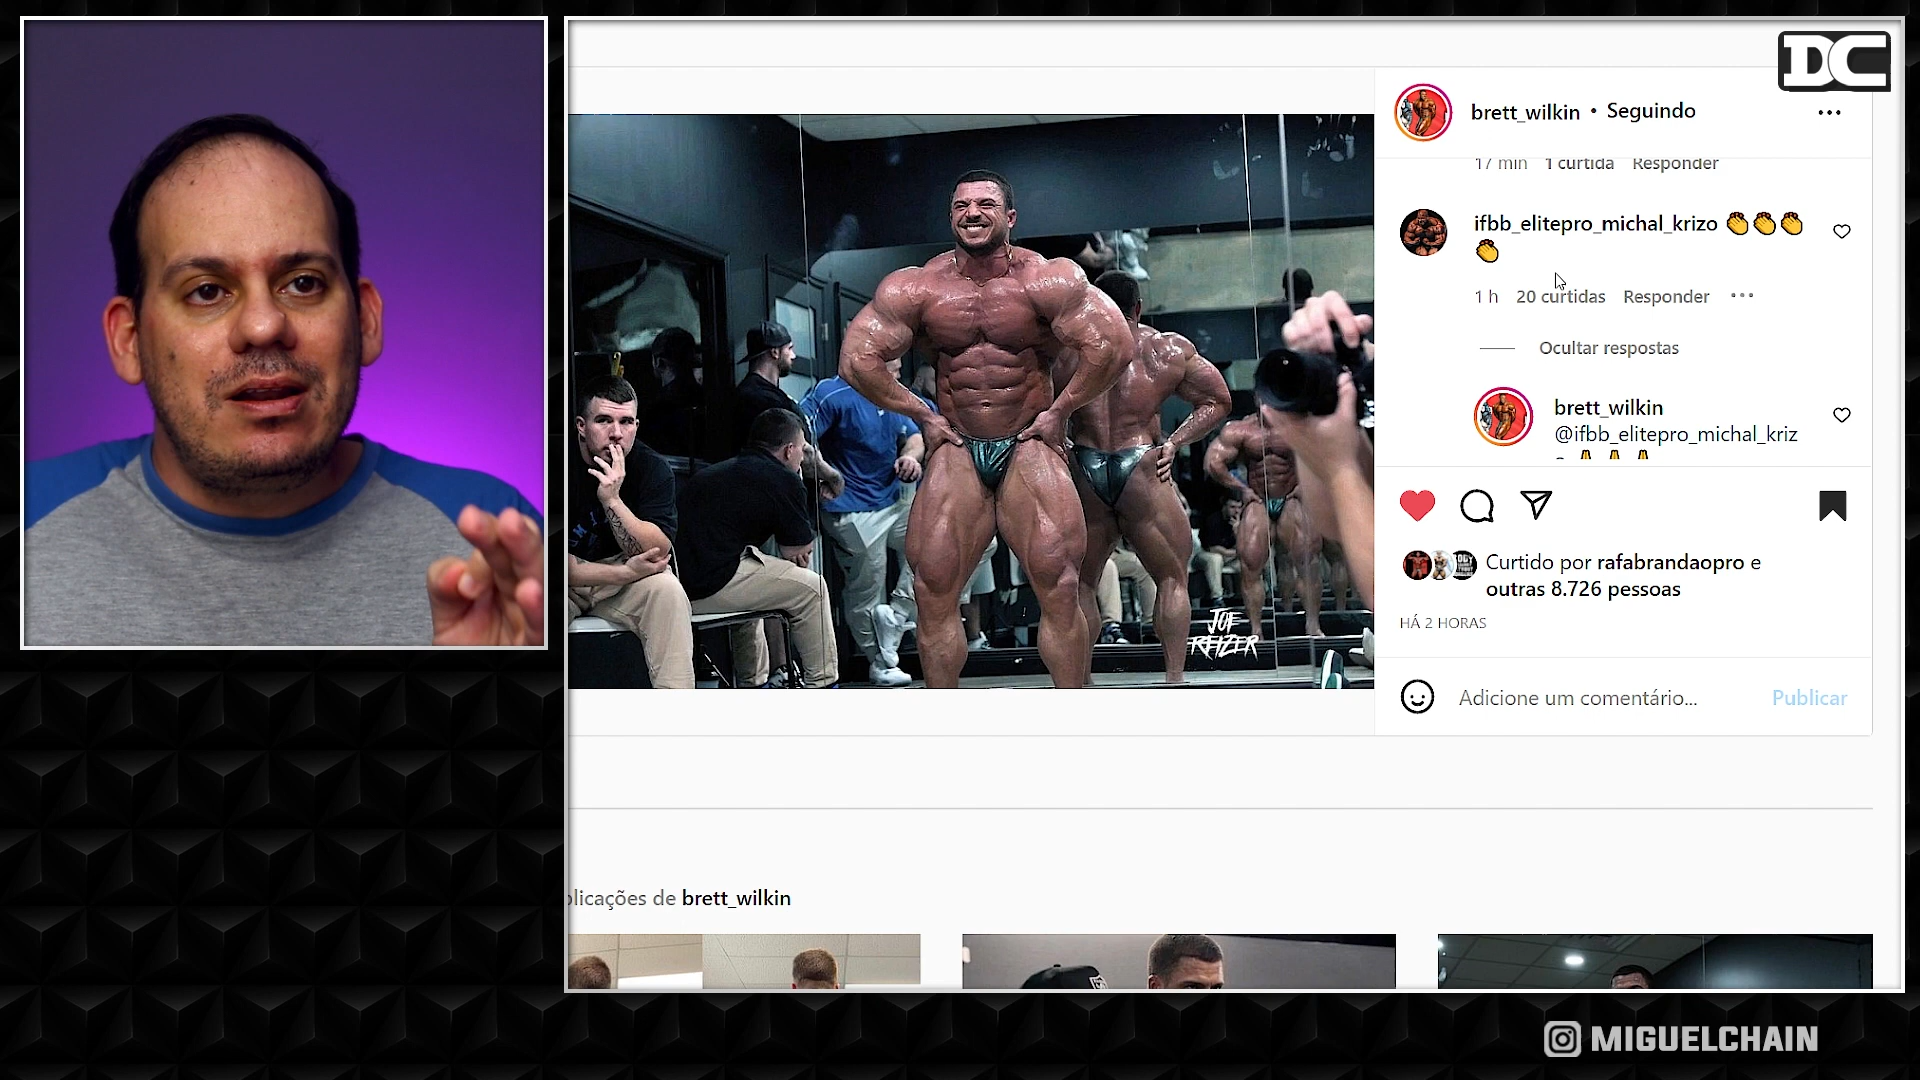 DC
brett_wilkin • Seguindo
17 min 1 curtida Responder
ifbb_elitepro_michal_krizo 👏👏👏
👏
1 h 20 curtidas Responder
Ocultar respostas
brett_wilkin
@ifbb_elitepro_michal_kriz
Curtido por rafabrandaopro e
outras 8.726 pessoas
HÁ 2 HORAS
Adicione um comentário... Publicar
JOE
REIZER
blicações de brett_wilkin
MIGUELCHAIN